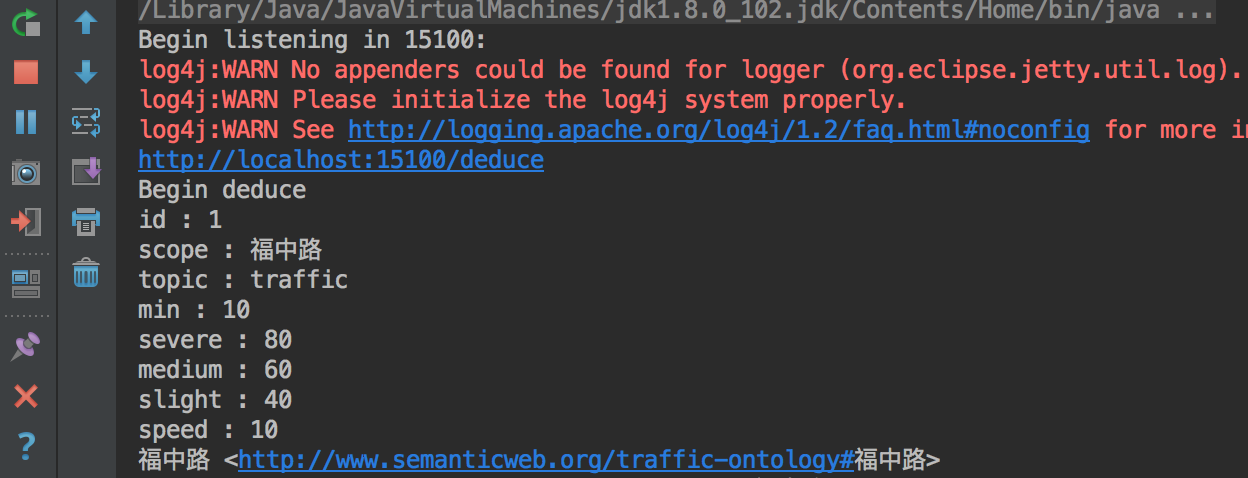 /Library/Java/JavaVirtualMachines/jdk1.8.0_102.jdk/Contents/Home/bin/java ...
Begin listening in 15100:
log4j:WARN No appenders could be found for logger (org.eclipse.jetty.util.log).
log4j:WARN Please initialize the log4j system properly.
log4j:WARN See http://logging.apache.org/log4j/1.2/faq.html#noconfig for more
http://localhost:15100/deduce
Begin deduce
id : 1
scope : 福中路
topic : traffic
min : 10
severe : 80
medium : 60
slight : 40
speed : 10
福中路 <http://www.semanticweb.org/traffic-ontology#福中路>